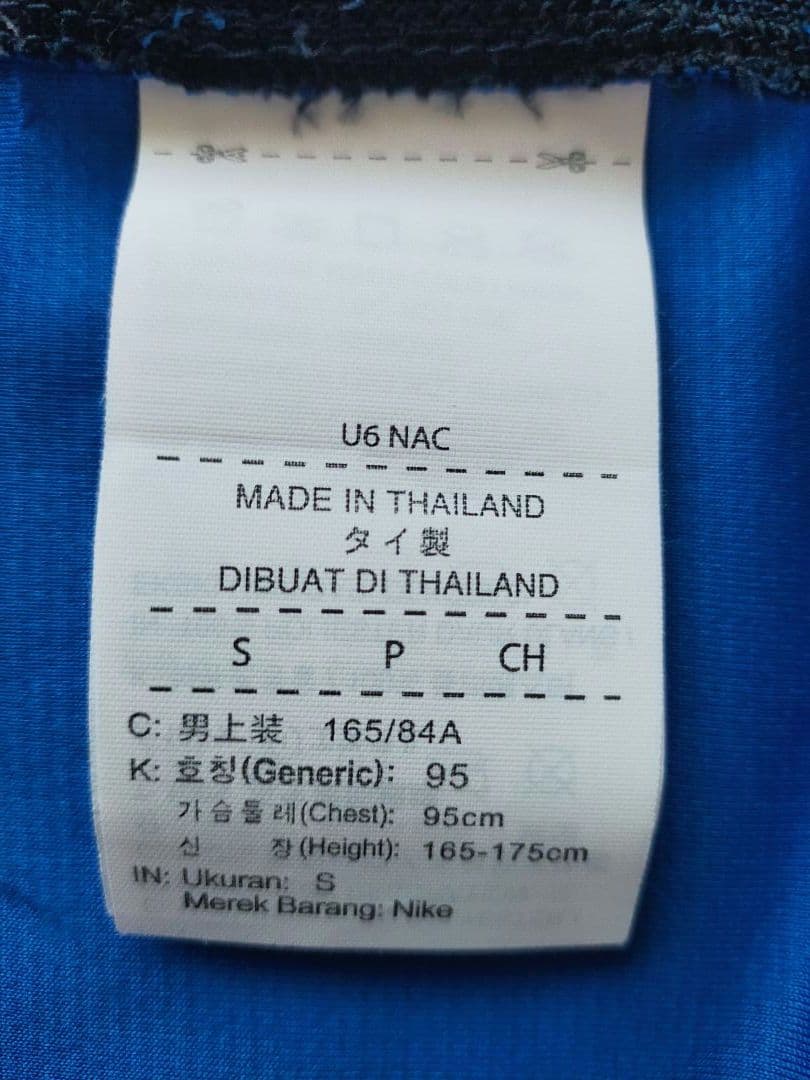 U6 NAC
MADE IN THAILAND
タイ製
DIBUAT DI THAILAND
S P CH
C: 男上装 165/84A
K: 호칭(Generic): 95
가슴둘레(Chest): 95cm
신 장(Height): 165-175cm
IN: Ukuran: S
Merek Barang: Nike